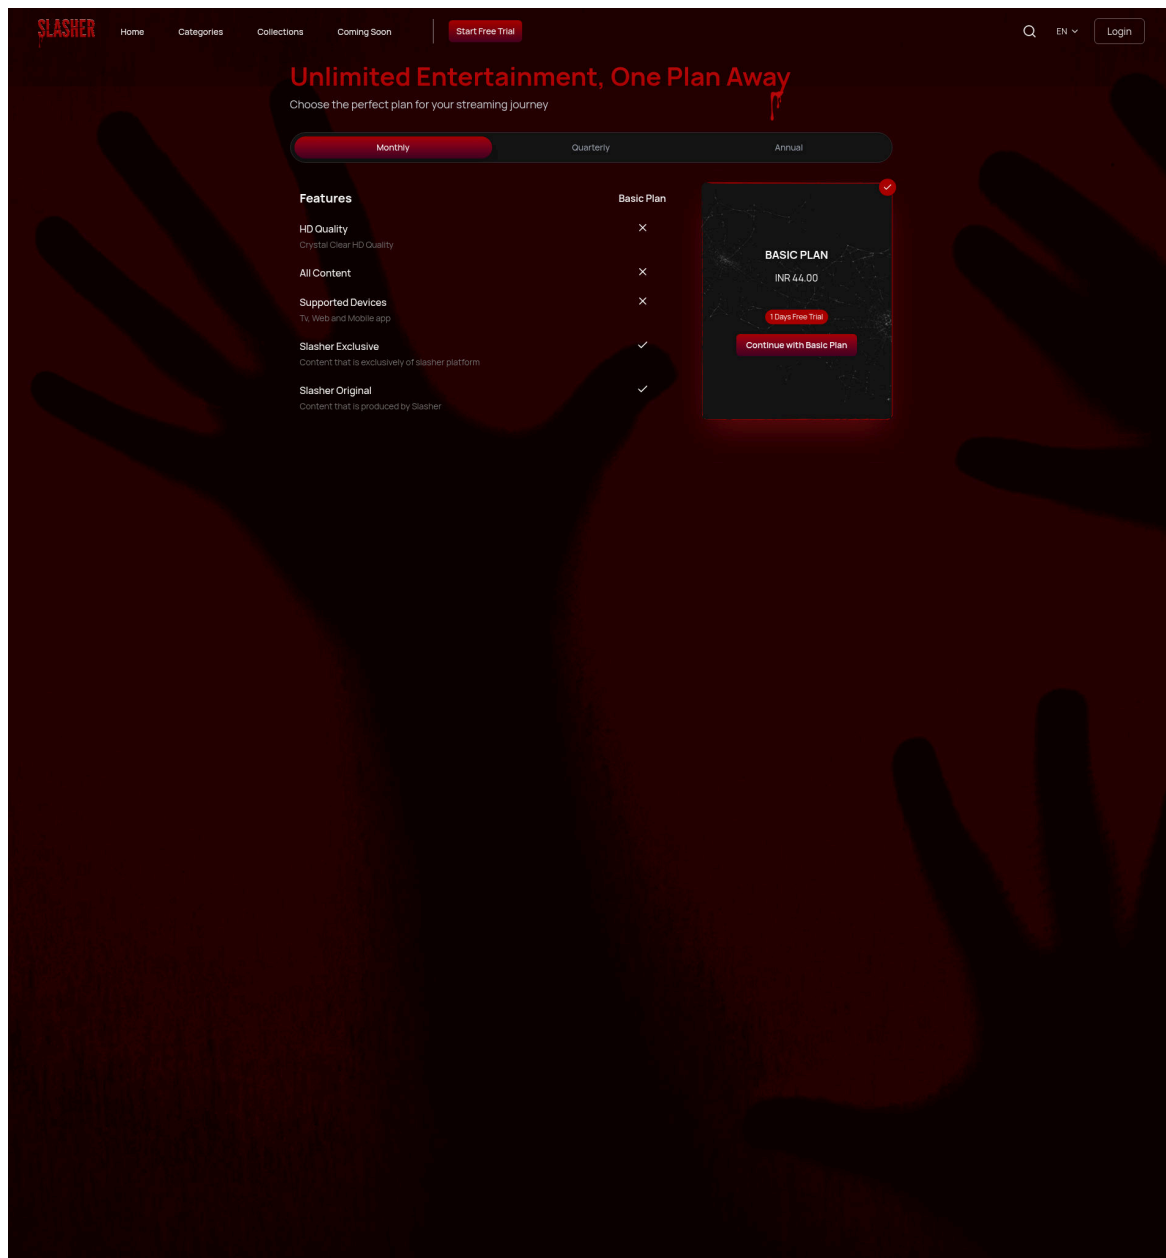 SLASHER
Home
Categories
Collections
Coming Soon
Start Free Trial
EN
Login
Unlimited Entertainment, One Plan Away
Choose the perfect plan for your streaming journey
Monthly
Quarterly
Annual
Features
Basic Plan
HD Quality
Crystal Clear HD Quality
All Content
Supported Devices
Tv, Web and Mobile app
Slasher Exclusive
Content that is exclusively of slasher platform
Slasher Original
Content that is produced by Slasher
BASIC PLAN
INR 44.00
1 Days Free Trial
Continue with Basic Plan